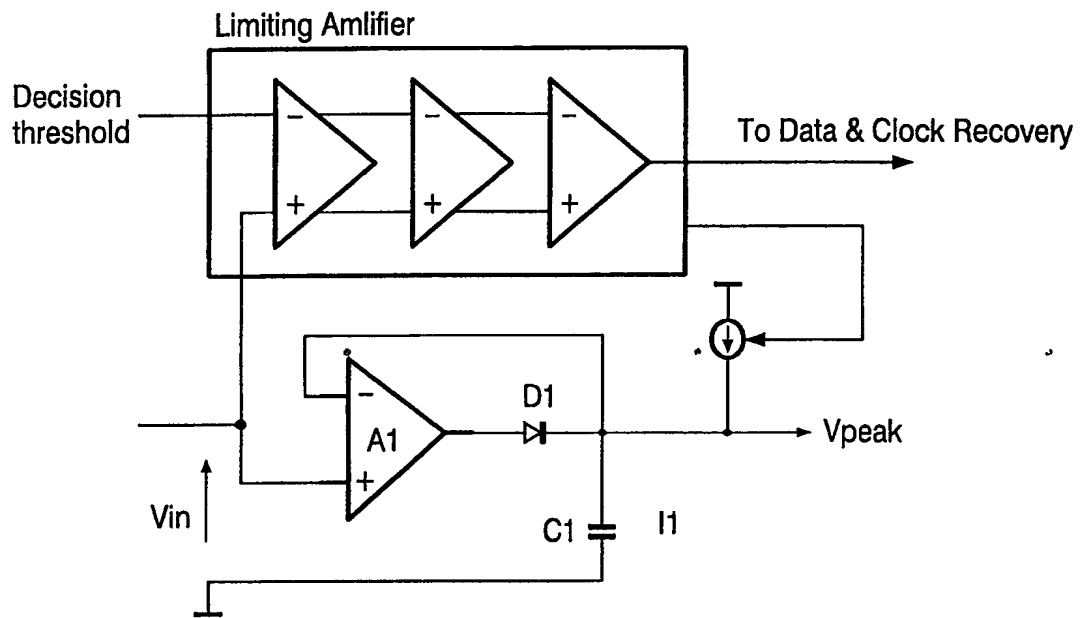 Limiting Amlifier
Decision
threshold
−
−
−
To Data & Clock Recovery
+
+
+
−
D1
A1
Vpeak
+
Vin
C1
I1